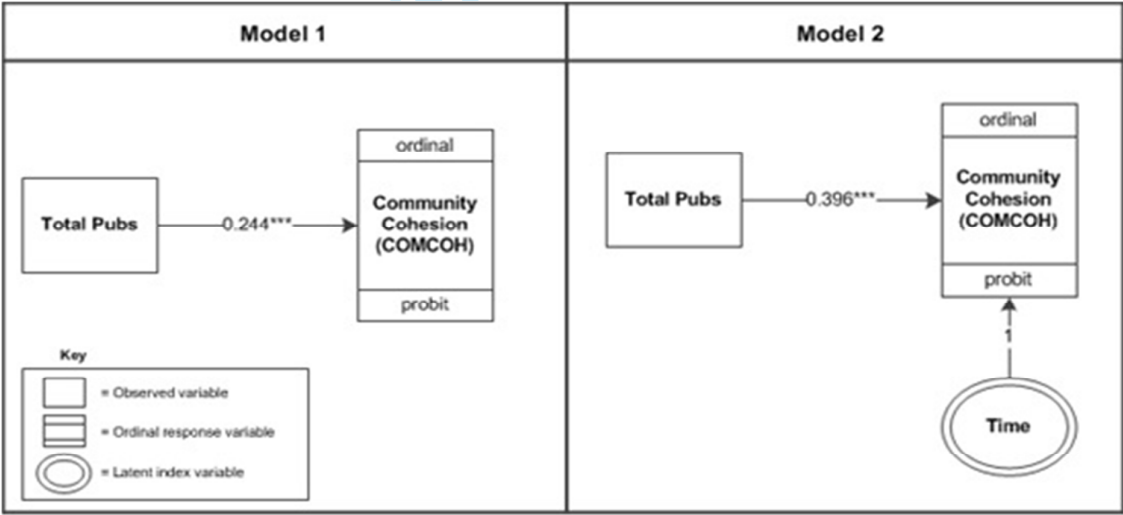 Model 1
Model 2
ordinal
Total Pubs
0.244***
Community
Cohesion
(COMCOH)
probit
Key
= Observed variable
= Ordinal response variable
= Latent index variable
ordinal
Total Pubs
0.396***
Community
Cohesion
(COMCOH)
probit
1
Time